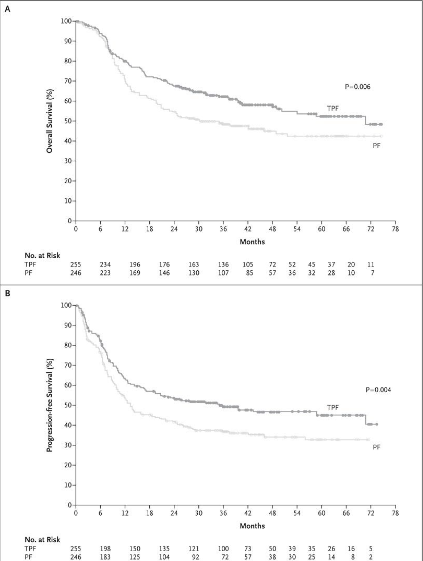 A
100
90
80
70
60
50
40
30
20
10
0
Overall Survival (%)
P=0.006
TPF
PF
0 6 12 18 24 30 36 42 48 54 60 66 72 78
Months
No. at Risk
TPF 255 234 196 176 163 136 105 72 52 45 37 20 11
PF 246 223 169 146 130 107 85 57 36 32 28 10 7
B
100
90
80
70
60
50
40
30
20
10
0
Progression-free Survival (%)
P=0.004
TPF
PF
0 6 12 18 24 30 36 42 48 54 60 66 72 78
Months
No. at Risk
TPF 255 198 150 135 121 100 73 50 39 35 26 16 5
PF 246 183 125 104 92 72 57 38 30 25 14 8 2